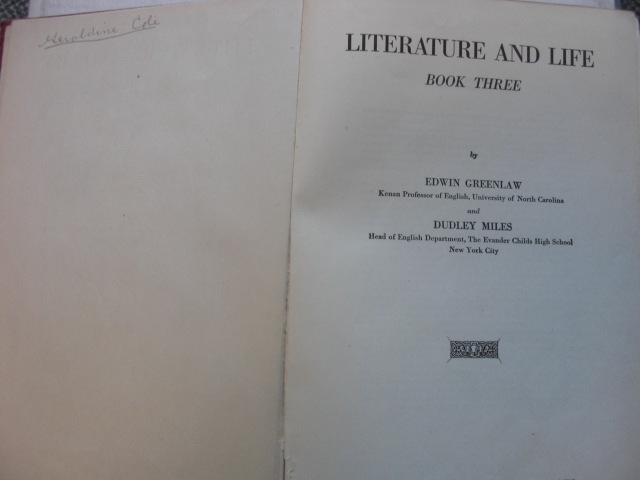 Geraldine Cole
LITERATURE AND LIFE
BOOK THREE
by
EDWIN GREENLAW
Kenan Professor of English, University of North Carolina
and
DUDLEY MILES
Head of English Department, The Evander Childs High School
New York City